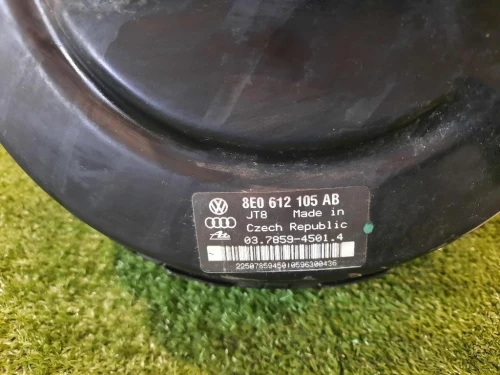 8E0 612 105 AB
JT8 Made in
Czech Republic
03.7859-4501.4
2250785945010596300436